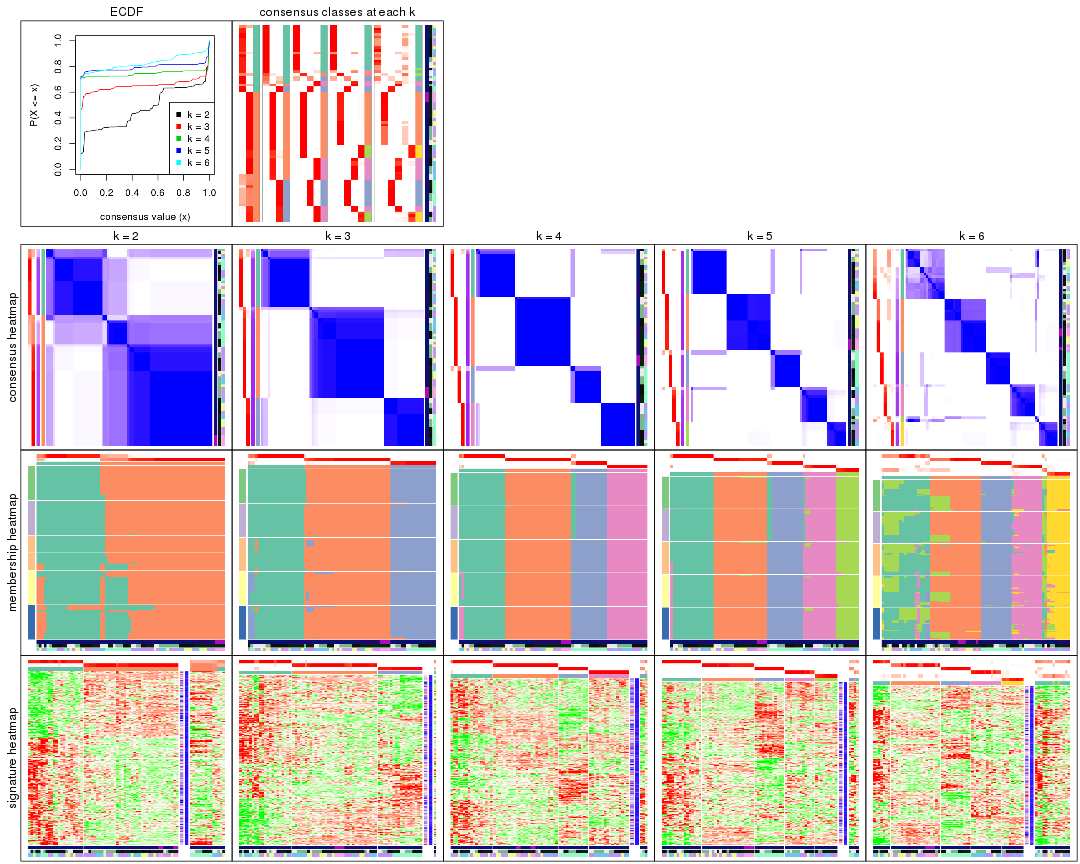 ECDF
consensus classes at each k
P(X <= x)
0.0
0.2
0.4
0.6
0.8
1.0
k = 2
k = 3
k = 4
k = 5
k = 6
0.0 0.2 0.4 0.6 0.8 1.0
consensus value (x)
k = 2
k = 3
k = 4
k = 5
k = 6
consensus heatmap
membership heatmap
signature heatmap